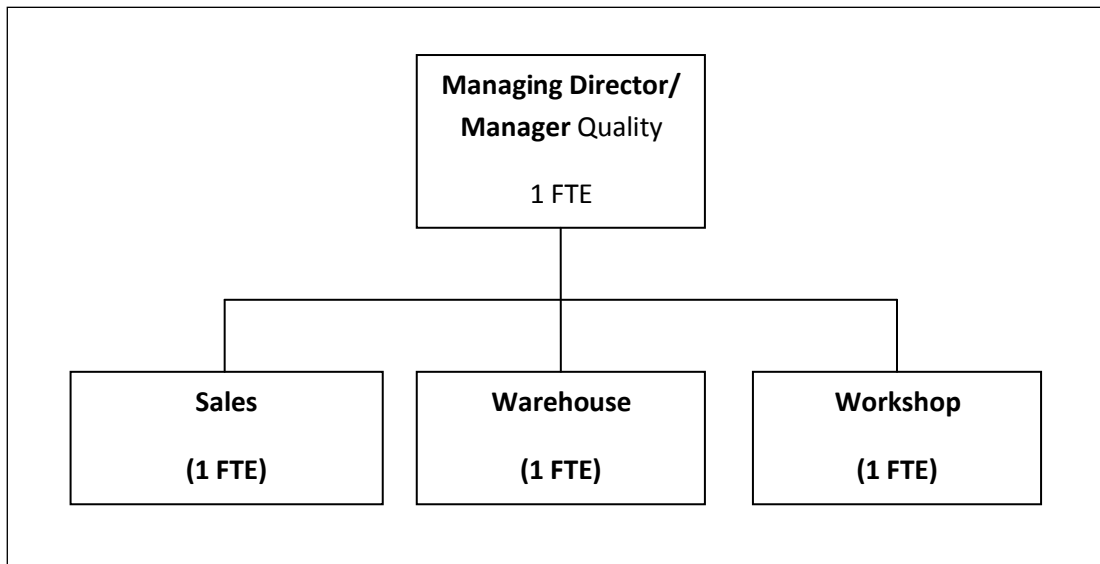 Managing Director/
Manager Quality
1 FTE
Sales
(1 FTE)
Warehouse
(1 FTE)
Workshop
(1 FTE)